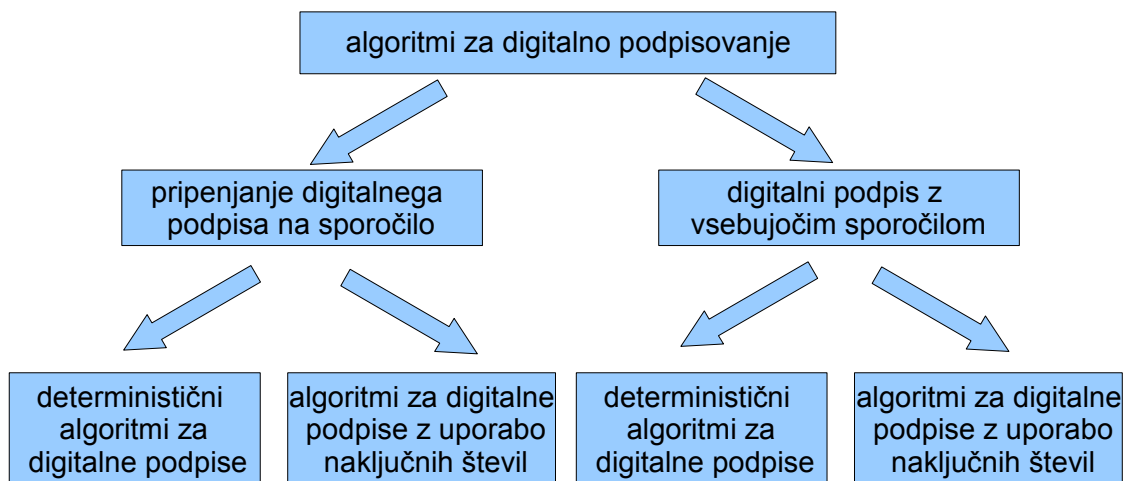 algoritmi za digitalno podpisovanje
pripenjanje digitalnega
podpisa na sporočilo
digitalni podpis z
vsebujočim sporočilom
deterministični
algoritmi za
digitalne podpise
algoritmi za digitalne
podpise z uporabo
naključnih števil
deterministični
algoritmi za
digitalne podpise
algoritmi za digitalne
podpise z uporabo
naključnih števil